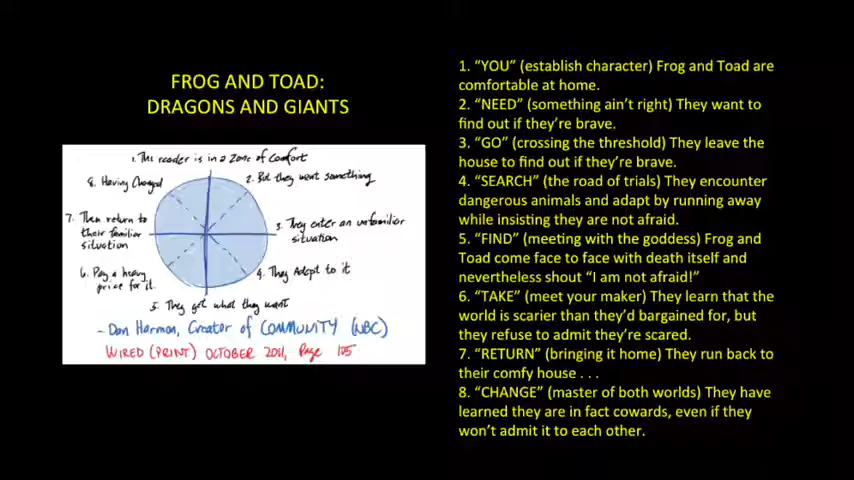 FROG AND TOAD:
DRAGONS AND GIANTS
1. This reader is in a zone of comfort
8. Having Changed
2. But they want something
7. Then return to
their familiar
situation
3. They enter an unfamiliar
situation
6. Pay a heavy
price for it.
4. They Adapt to it
5. They get what they want
- Dan Harmon, Creator of COMMUNITY (NBC)
WIRED (PRINT) OCTOBER 2011, Page 105
1. “YOU” (establish character) Frog and Toad are
comfortable at home.
2. “NEED” (something ain’t right) They want to
find out if they’re brave.
3. “GO” (crossing the threshold) They leave the
house to find out if they’re brave.
4. “SEARCH” (the road of trials) They encounter
dangerous animals and adapt by running away
while insisting they are not afraid.
5. “FIND” (meeting with the goddess) Frog and
Toad come face to face with death itself and
nevertheless shout “I am not afraid!”
6. “TAKE” (meet your maker) They learn that the
world is scarier than they’d bargained for, but
they refuse to admit they’re scared.
7. “RETURN” (bringing it home) They run back to
their comfy house . . .
8. “CHANGE” (master of both worlds) They have
learned they are in fact cowards, even if they
won’t admit it to each other.